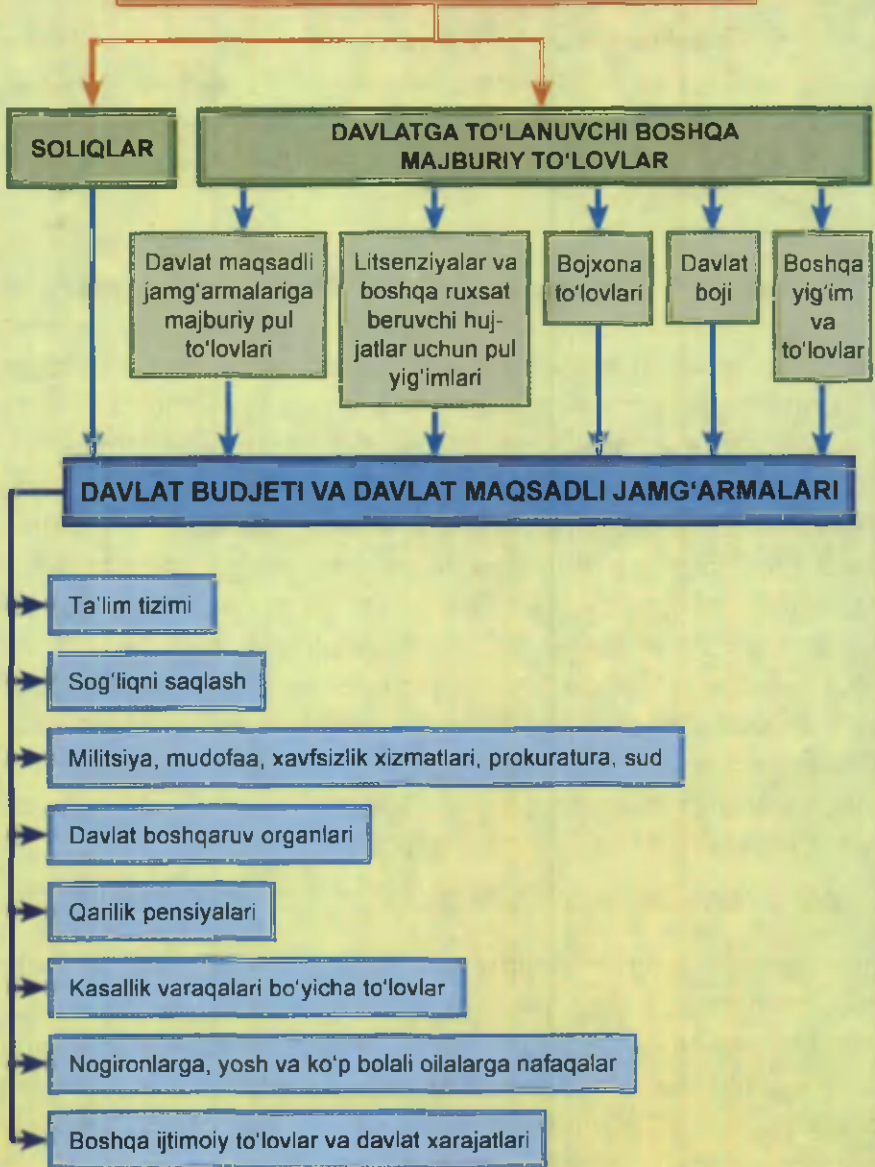 SOLIQLAR
DAVLATGA TO‘LANUVCHI BOSHQA
MAJBURIY TO‘LOVLAR
Davlat maqsadli
jamg‘armalariga
majburiy pul
to‘lovlari
Litsenziyalar va
boshqa ruxsat
beruvchi huj-
jatlar uchun pul
yig‘imlari
Bojxona
to‘lovlari
Davlat
boji
Boshqa
yig‘im
va
to‘lovlar
DAVLAT BUDJETI VA DAVLAT MAQSADLI JAMG‘ARMALARI
Ta’lim tizimi
Sog‘liqni saqlash
Militsiya, mudofaa, xavfsizlik xizmatlari, prokuratura, sud
Davlat boshqaruv organlari
Qarilik pensiyalari
Kasallik varaqalari bo‘yicha to‘lovlar
Nogironlarga, yosh va ko‘p bolali oilalarga nafaqalar
Boshqa ijtimoiy to‘lovlar va davlat xarajatlari